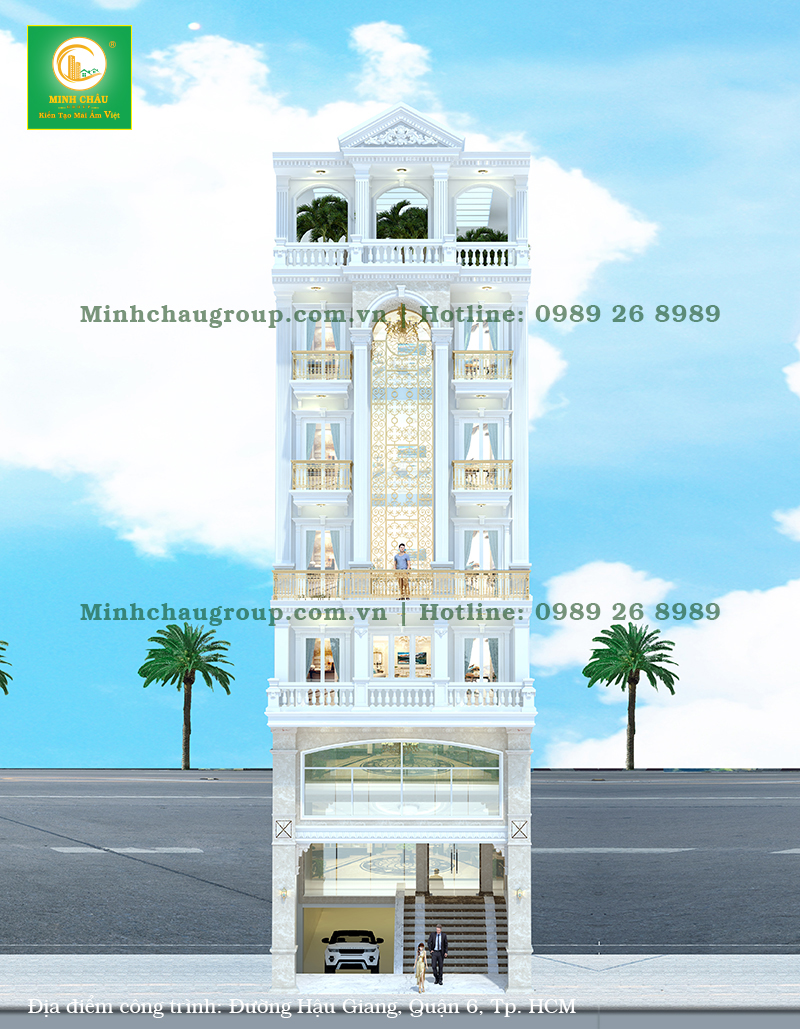 ®
MINH CHÂU
Kiến Tạo Mái Ấm Việt
Minhchaugroup.com.vn | Hotline: 0989 26 8989
Minhchaugroup.com.vn | Hotline: 0989 26 8989
Địa điểm công trình: Đường Hậu Giang, Quận 6, Tp. HCM